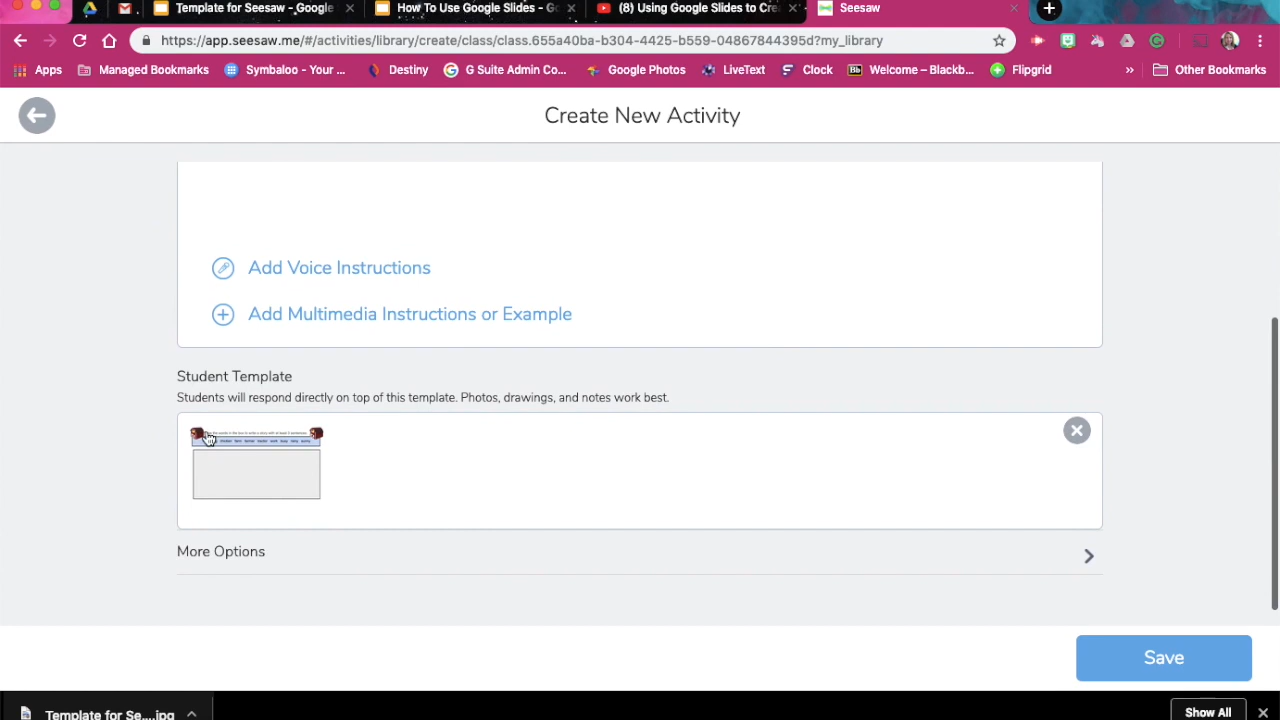 Template for Seesaw - Google
How To Use Google Slides - Go
(8) Using Google Slides to Cre
Seesaw
https://app.seesaw.me/#/activities/library/create/class/class.655a40ba-b304-4425-b559-04867844395d?my_library
Apps
Managed Bookmarks
Symbaloo - Your ...
Destiny
G Suite Admin Co...
Google Photos
LiveText
Clock
Bb
Welcome – Blackb...
Flipgrid
»
Other Bookmarks
Create New Activity
Add Voice Instructions
Add Multimedia Instructions or Example
Student Template
Students will respond directly on top of this template. Photos, drawings, and notes work best.
More Options
Save
Template for Se....jpg
Show All